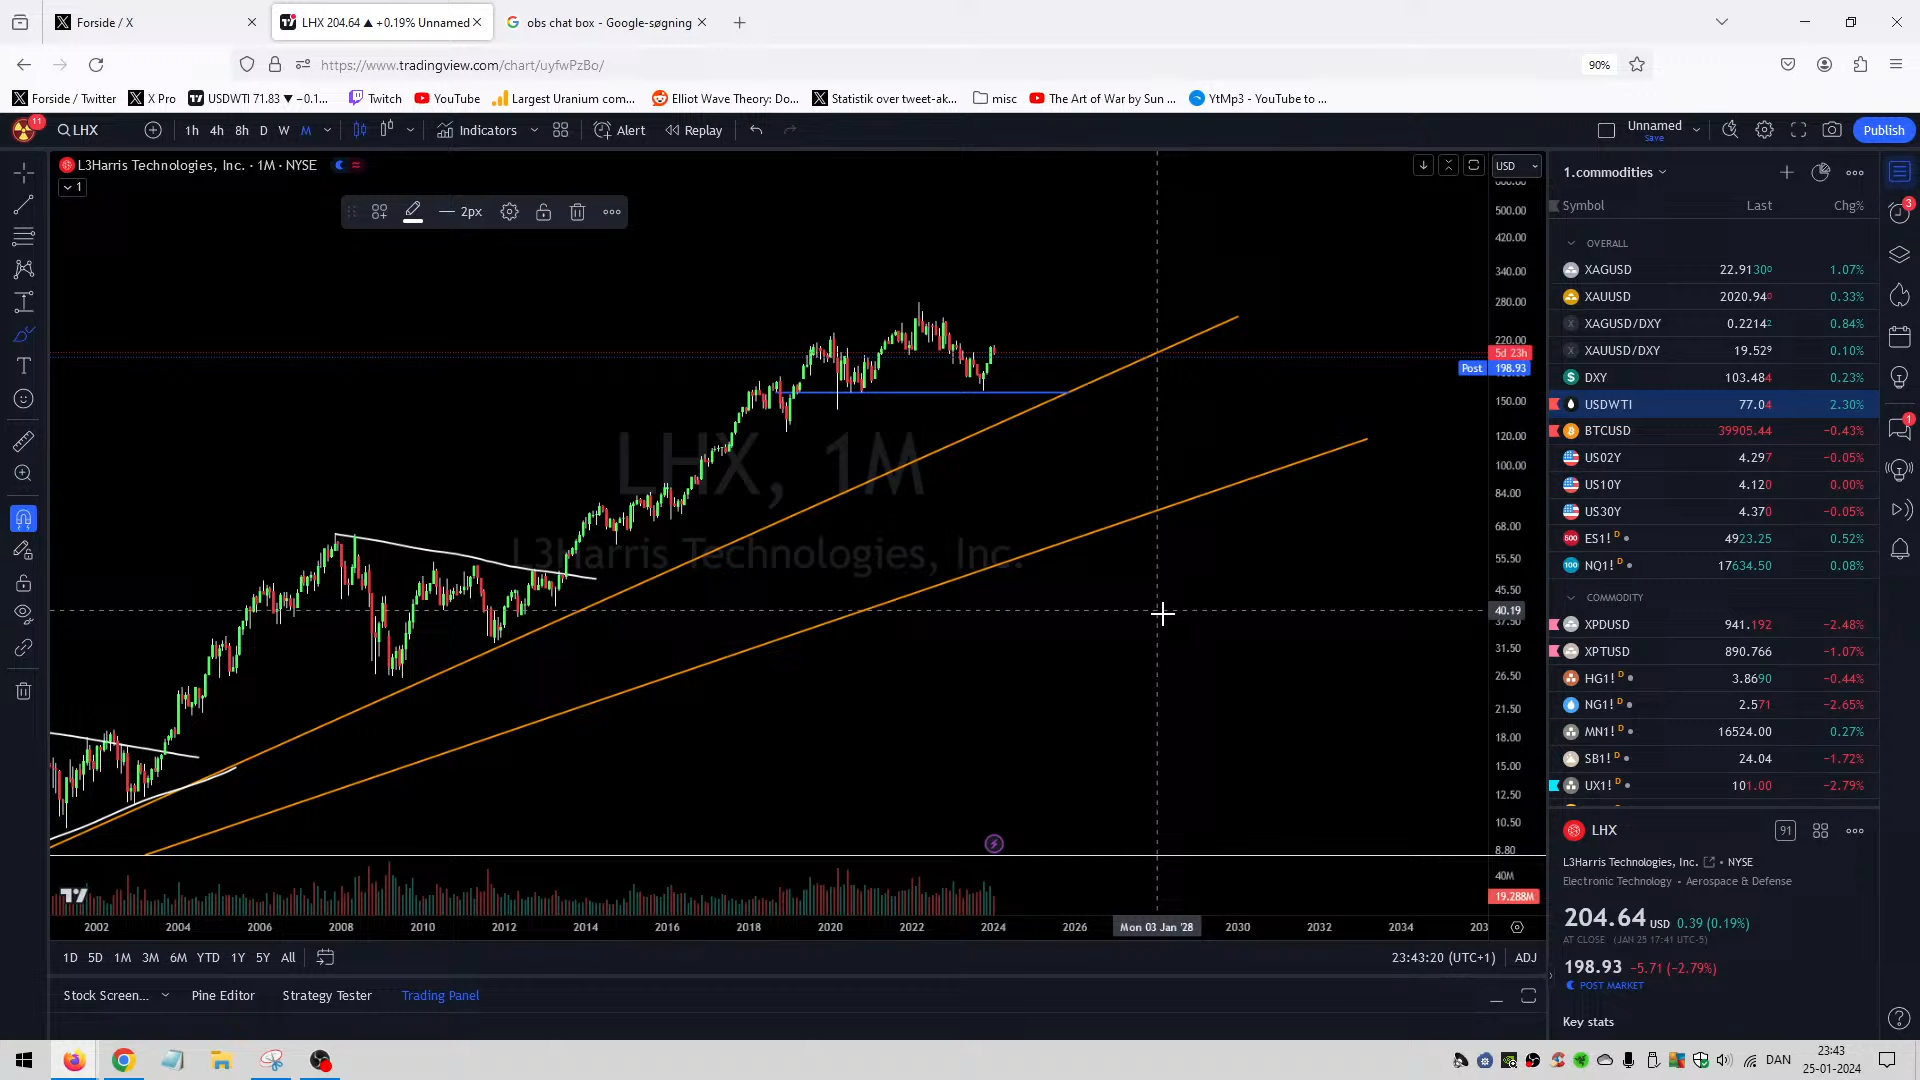 Forside / X
LHX 204.64 ▲ +0.19% Unnamed
obs chat box - Google-søgning
https://www.tradingview.com/chart/uyfwPzBo/
90%
Forside / Twitter
X Pro
USDWTI 71.83 ▼ −0.1...
Twitch
YouTube
Largest Uranium com...
Elliot Wave Theory: Do...
Statistik over tweet-ak...
misc
The Art of War by Sun ...
YtMp3 - YouTube to ...
11
LHX
1h 4h 8h D W M
Indicators
Alert
Replay
Unnamed
Save
Publish
L3Harris Technologies, Inc. · 1M · NYSE
1
2px
USD
500.00
420.00
340.00
280.00
220.00
5d 23h
Post 198.93
150.00
120.00
100.00
84.00
68.00
55.50
45.50
40.19
37.50
31.50
26.50
21.50
18.00
15.00
12.50
10.50
8.80
40M
19.288M
LHX, 1M
L3Harris Technologies, Inc.
2002 2004 2006 2008 2010 2012 2014 2016 2018 2020 2022 2024 2026 Mon 03 Jan '28 2030 2032 2034 203
1D 5D 1M 3M 6M YTD 1Y 5Y All
23:43:20 (UTC+1) ADJ
Stock Screen... Pine Editor Strategy Tester Trading Panel
1.commodities
Symbol Last Chg%
OVERALL
XAGUSD 22.9130⁰ 1.07%
XAUUSD 2020.94⁰ 0.33%
XAGUSD/DXY 0.2214² 0.84%
XAUUSD/DXY 19.52⁹ 0.10%
DXY 103.484 0.23%
USDWTI 77.04 2.30%
BTCUSD 39905.44 −0.43%
US02Y 4.297 −0.05%
US10Y 4.120 0.00%
US30Y 4.370 −0.05%
500 ES1! D 4923.25 0.52%
100 NQ1! D 17634.50 0.08%
COMMODITY
XPDUSD 941.192 −2.48%
XPTUSD 890.766 −1.07%
HG1! D 3.8690 −0.44%
NG1! D 2.571 −2.65%
MN1! D 16524.00 0.27%
SB1! D 24.04 −1.72%
UX1! D 101.00 −2.79%
LHX
91
L3Harris Technologies, Inc. • NYSE
Electronic Technology • Aerospace & Defense
204.64 USD 0.39 (0.19%)
AT CLOSE (JAN 25 17:41 UTC-5)
198.93 −5.71 (−2.79%)
POST MARKET
Key stats
3
1
DAN
23:43
25-01-2024